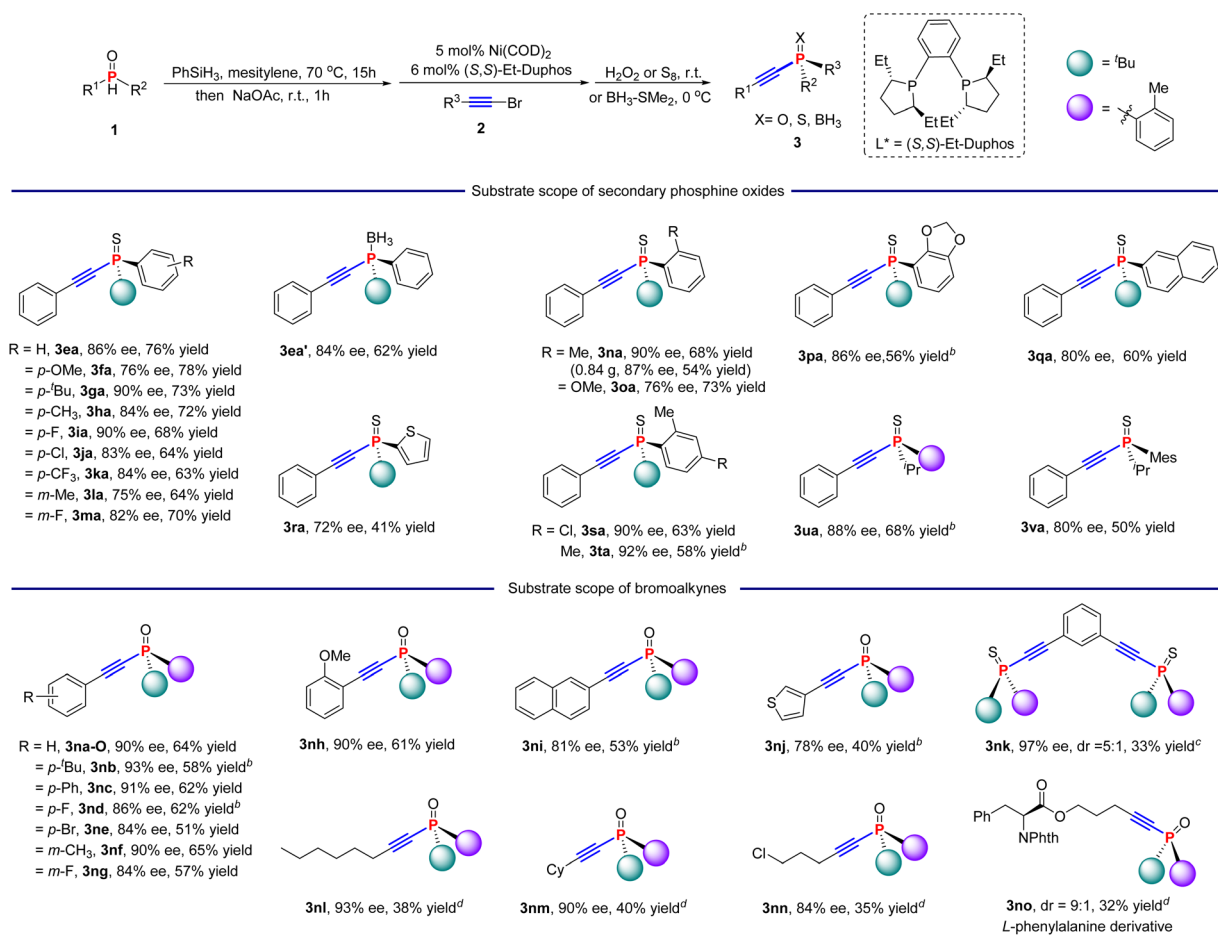 O
P
H
R1
R2
1
PhSiH3, mesitylene, 70 oC, 15h
then NaOAc, r.t., 1h
5 mol% Ni(COD)2
6 mol% (S,S)-Et-Duphos
R3
Br
2
H2O2 or S8, r.t.
or BH3-SMe2, 0 oC
X
P
R3
R2
R1
X= O, S, BH3
3
Et
Et
P
P
Et
Et
L* = (S,S)-Et-Duphos
= tBu
= Me
Substrate scope of secondary phosphine oxides
S
P
R
R = H, 3ea, 86% ee, 76% yield
= p-OMe, 3fa, 76% ee, 78% yield
= p-tBu, 3ga, 90% ee, 73% yield
= p-CH3, 3ha, 84% ee, 72% yield
= p-F, 3ia, 90% ee, 68% yield
= p-Cl, 3ja, 83% ee, 64% yield
= p-CF3, 3ka, 84% ee, 63% yield
= m-Me, 3la, 75% ee, 64% yield
= m-F, 3ma, 82% ee, 70% yield
BH3
P
3ea', 84% ee, 62% yield
S
P
R
R = Me, 3na, 90% ee, 68% yield
(0.84 g, 87% ee, 54% yield)
= OMe, 3oa, 76% ee, 73% yield
S
P
O
O
3pa, 86% ee,56% yieldb
S
P
3qa, 80% ee, 60% yield
S
P
S
3ra, 72% ee, 41% yield
S
P
Me
R
R = Cl, 3sa, 90% ee, 63% yield
Me, 3ta, 92% ee, 58% yieldb
S
P
iPr
3ua, 88% ee, 68% yieldb
S
P
Mes
iPr
3va, 80% ee, 50% yield
Substrate scope of bromoalkynes
O
P
R
R = H, 3na-O, 90% ee, 64% yield
= p-tBu, 3nb, 93% ee, 58% yieldb
= p-Ph, 3nc, 91% ee, 62% yield
= p-F, 3nd, 86% ee, 62% yieldb
= p-Br, 3ne, 84% ee, 51% yield
= m-CH3, 3nf, 90% ee, 65% yield
= m-F, 3ng, 84% ee, 57% yield
O
P
OMe
3nh, 90% ee, 61% yield
O
P
3ni, 81% ee, 53% yieldb
O
P
S
3nj, 78% ee, 40% yieldb
S
P
S
P
3nk, 97% ee, dr =5:1, 33% yieldc
O
P
3nl, 93% ee, 38% yieldd
O
P
Cy
3nm, 90% ee, 40% yieldd
O
P
Cl
3nn, 84% ee, 35% yieldd
Ph
O
O
NPhth
O
P
3no, dr = 9:1, 32% yieldd
L-phenylalanine derivative